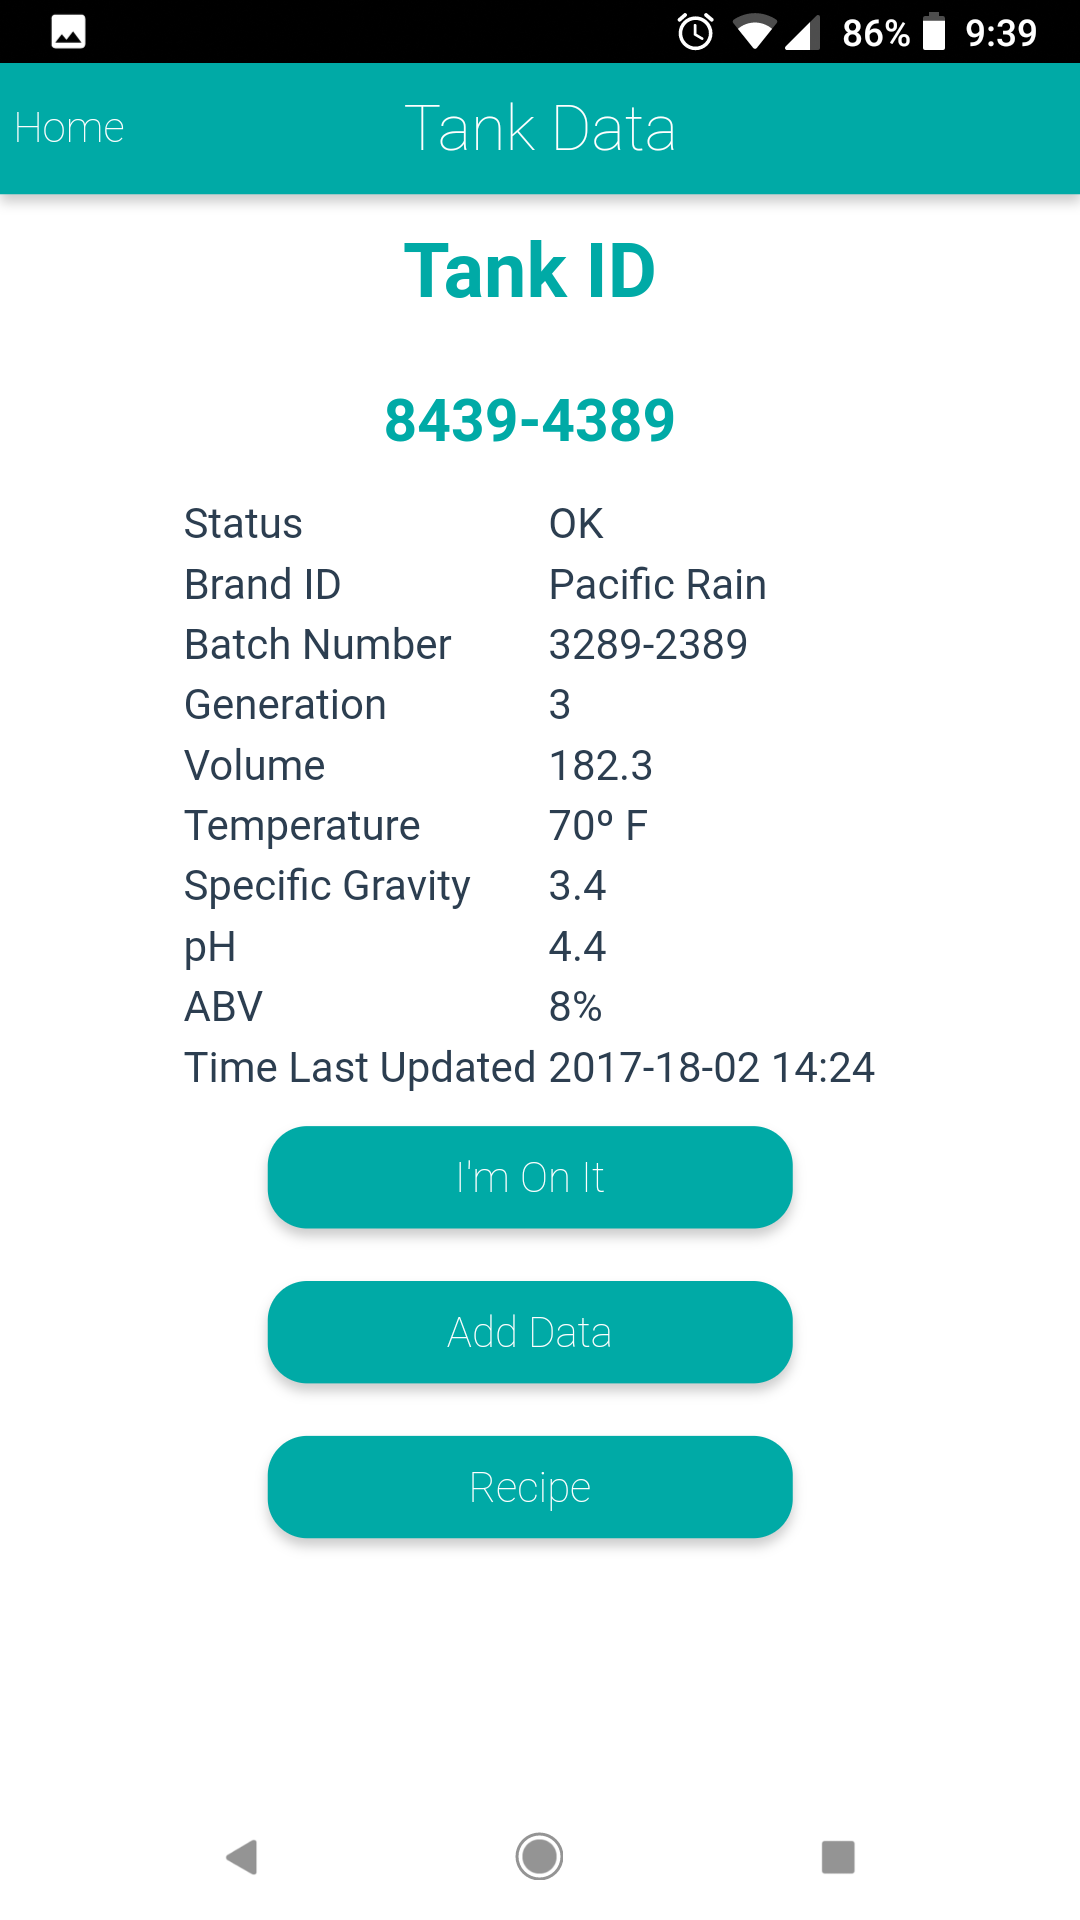 86% 9:39
Home Tank Data
Tank ID
8439-4389
Status OK
Brand ID Pacific Rain
Batch Number 3289-2389
Generation 3
Volume 182.3
Temperature 70º F
Specific Gravity 3.4
pH 4.4
ABV 8%
Time Last Updated 2017-18-02 14:24
I'm On It
Add Data
Recipe